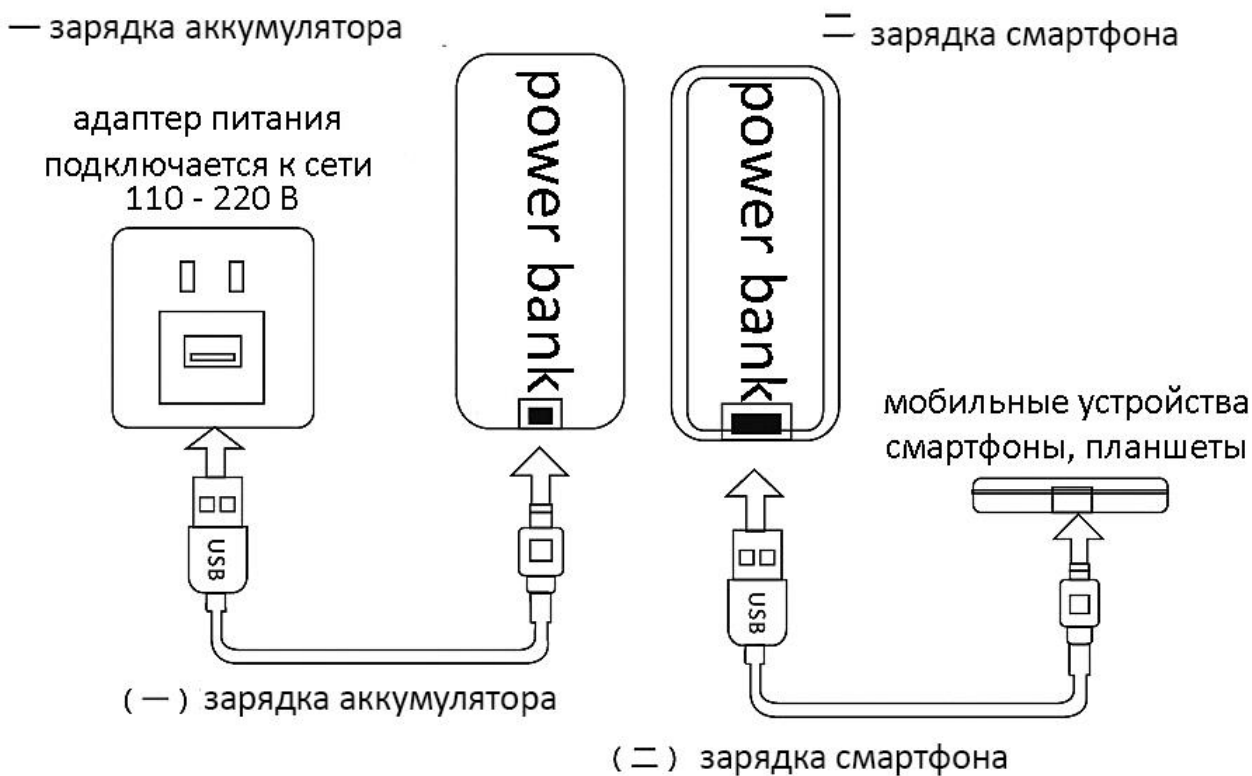 一 зарядка аккумулятора
二 зарядка смартфона
адаптер питания
подключается к сети
110 - 220 В
power bank
power bank
мобильные устройства
смартфоны, планшеты
USB
USB
(一) зарядка аккумулятора
(二) зарядка смартфона